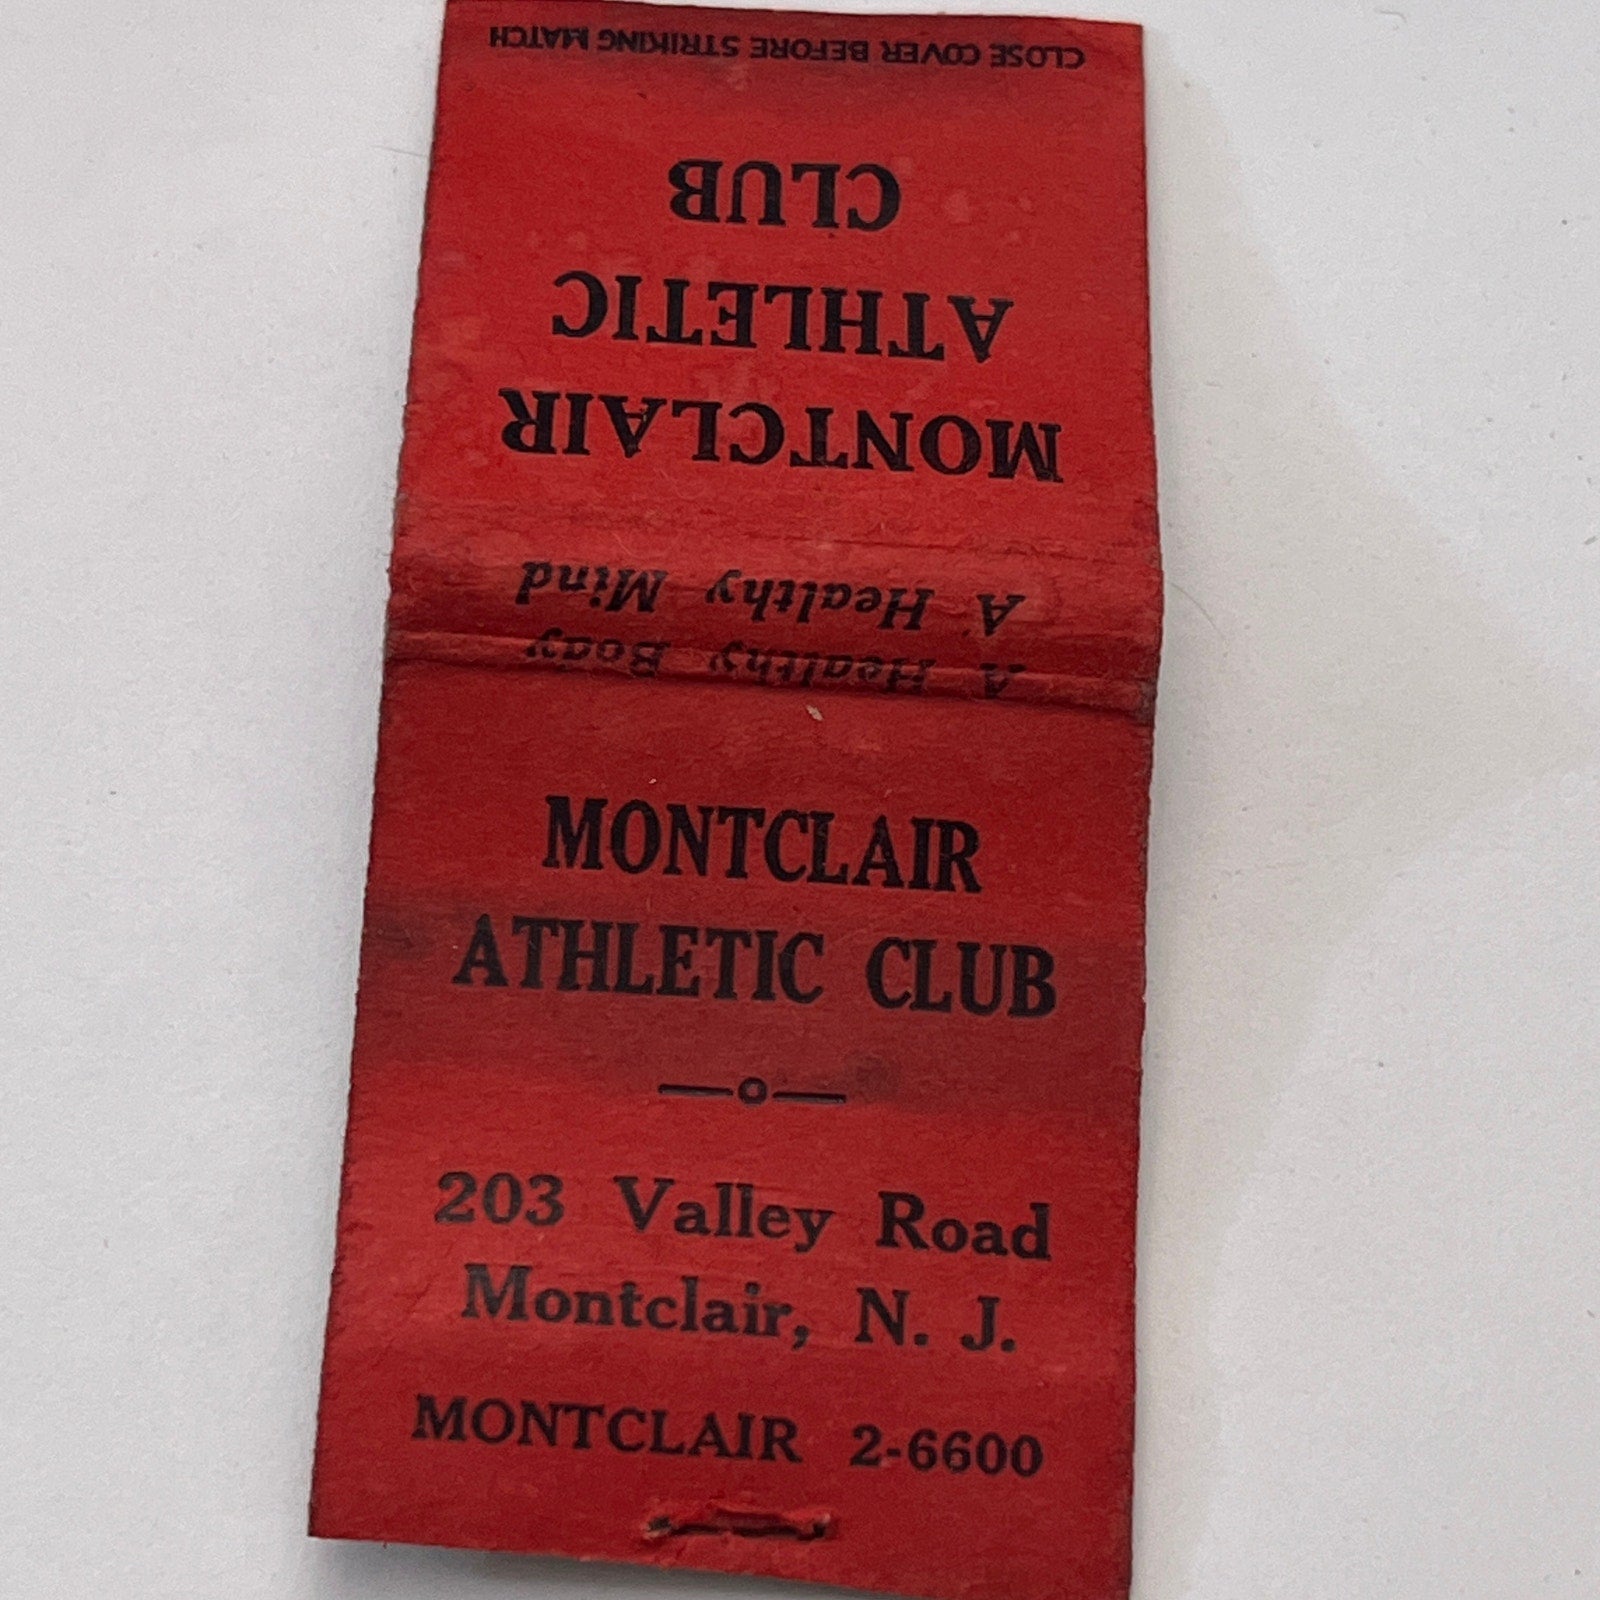 CLOSE COVER BEFORE STRIKING MATCH
MONTCLAIR
ATHLETIC
CLUB
A Healthy Body
A Healthy Mind
MONTCLAIR
ATHLETIC CLUB
203 Valley Road
Montclair, N. J.
MONTCLAIR 2-6600